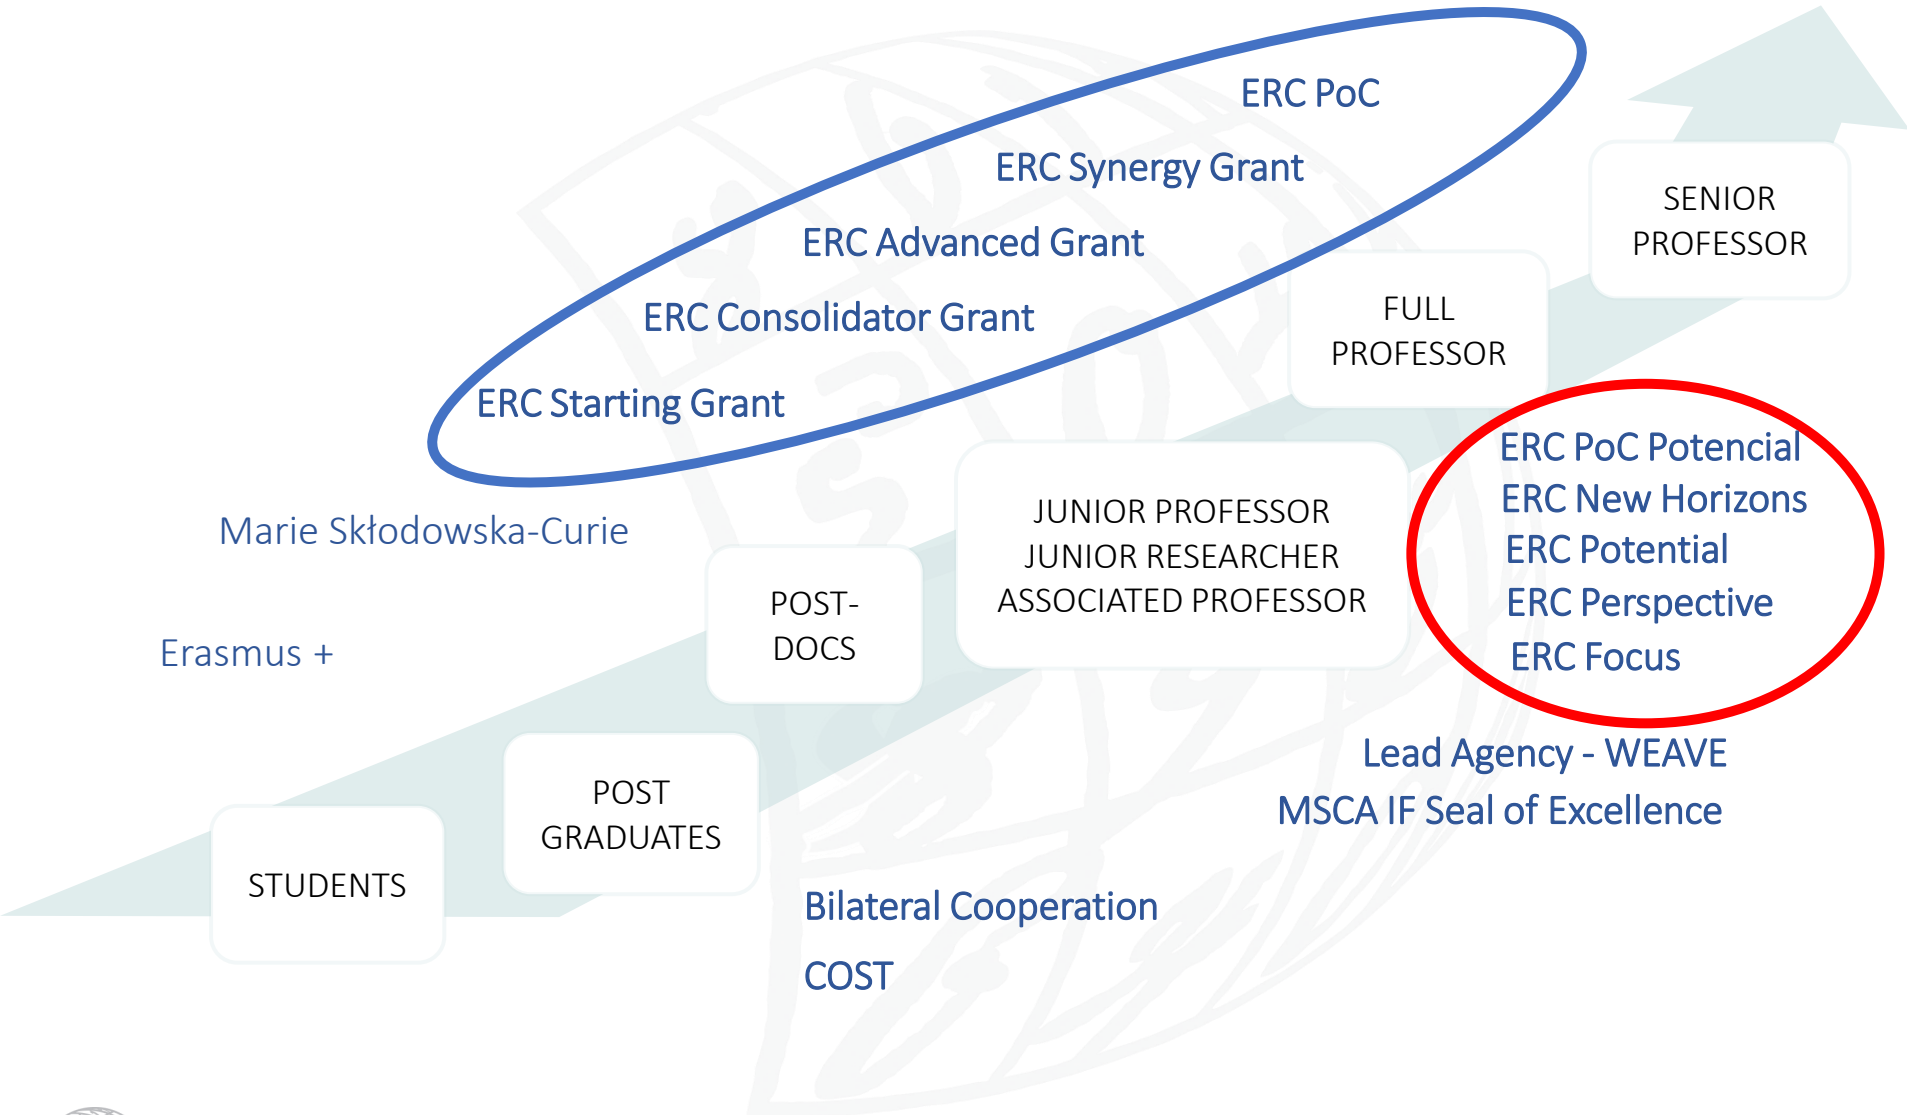 ERC PoC
ERC Synergy Grant
ERC Advanced Grant
ERC Consolidator Grant
ERC Starting Grant
Marie Skłodowska-Curie
Erasmus +
SENIOR
PROFESSOR
FULL
PROFESSOR
JUNIOR PROFESSOR
JUNIOR RESEARCHER
ASSOCIATED PROFESSOR
POST-
DOCS
POST
GRADUATES
STUDENTS
ERC PoC Potencial
ERC New Horizons
ERC Potential
ERC Perspective
ERC Focus
Lead Agency - WEAVE
MSCA IF Seal of Excellence
Bilateral Cooperation
COST